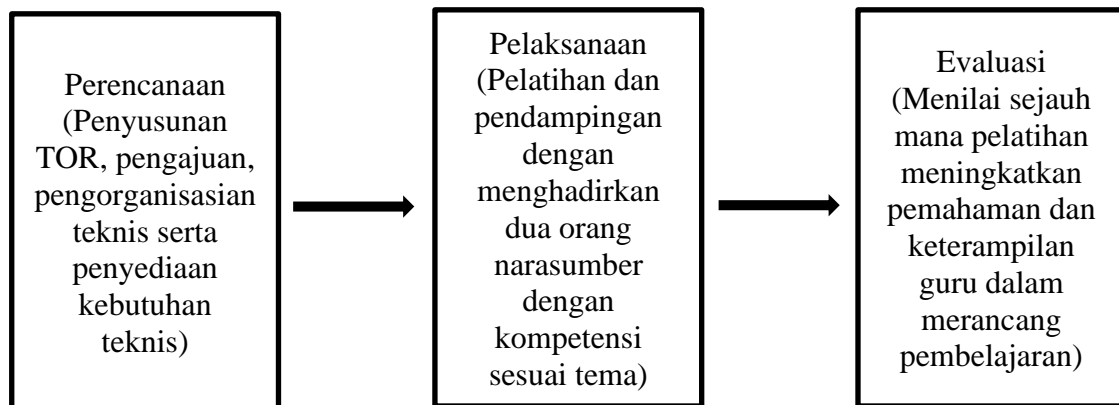 Perencanaan
(Penyusunan
TOR, pengajuan,
pengorganisasian
teknis serta
penyediaan
kebutuhan
teknis)
Pelaksanaan
(Pelatihan dan
pendampingan
dengan
menghadirkan
dua orang
narasumber
dengan
kompetensi
sesuai tema)
Evaluasi
(Menilai sejauh
mana pelatihan
meningkatkan
pemahaman dan
keterampilan
guru dalam
merancang
pembelajaran)